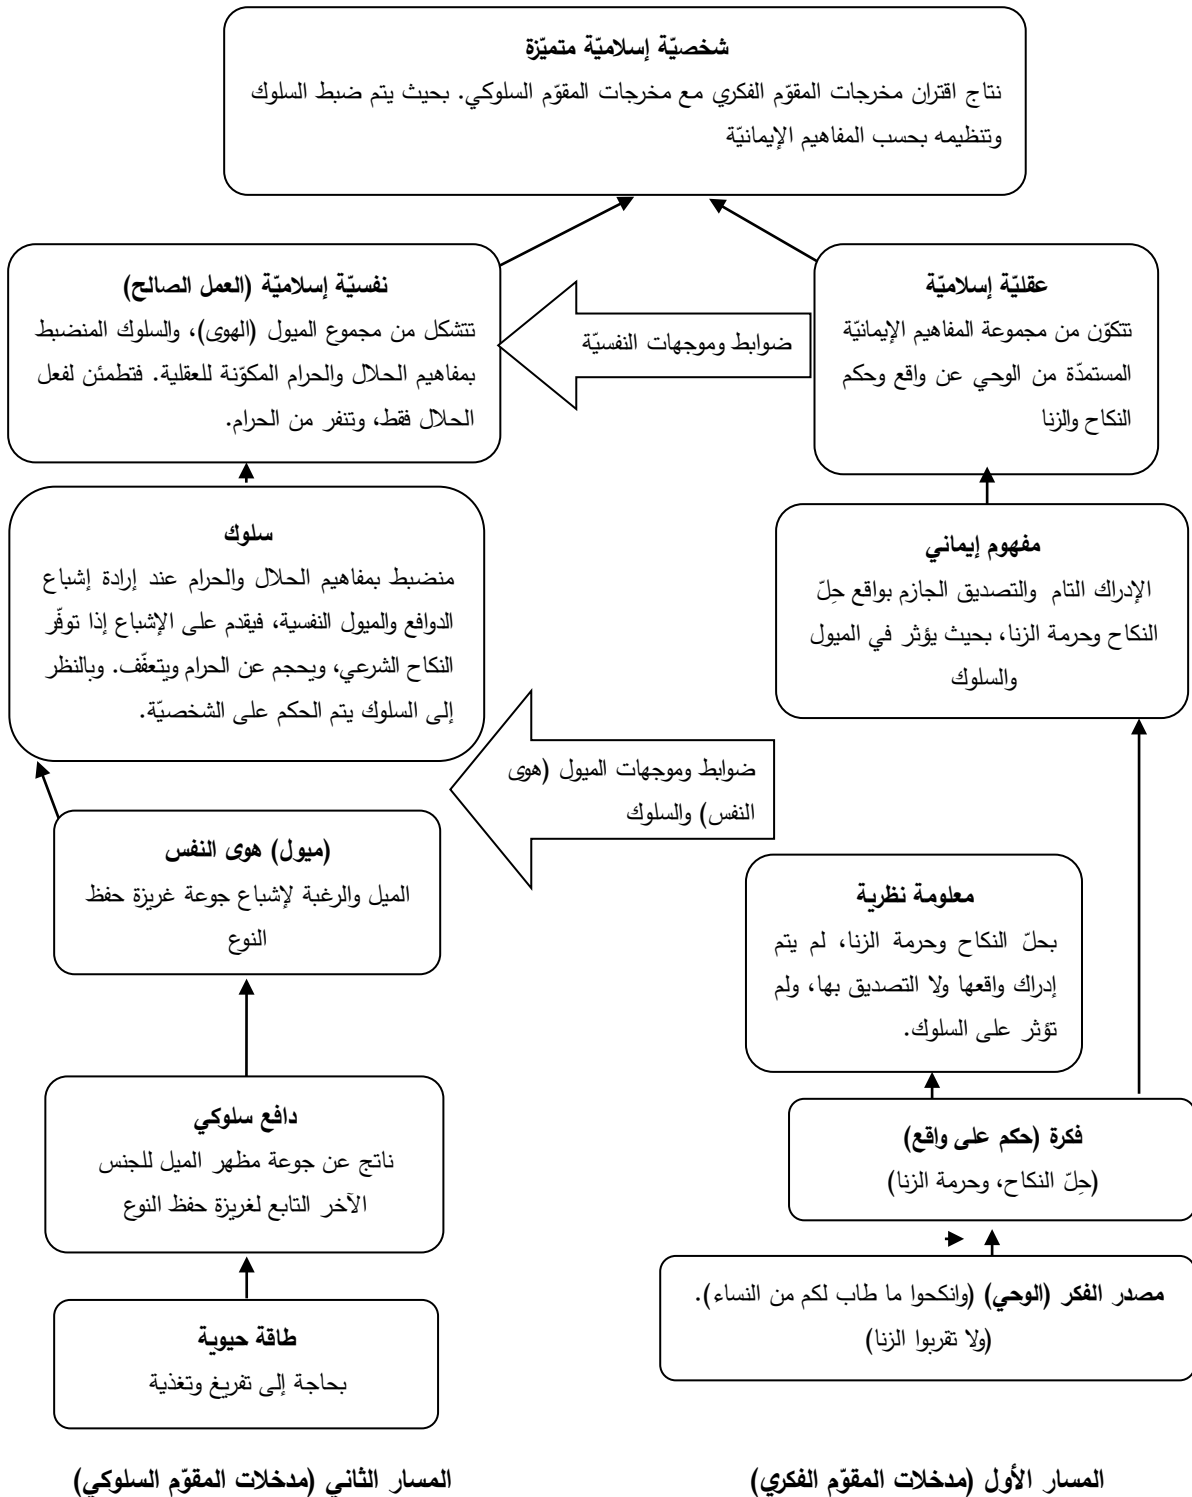 شخصيّة إسلاميّة متميّزة
نتاج اقتران مخرجات المقوّم الفكري مع مخرجات المقوّم السلوكي. بحيث يتم ضبط السلوك
وتنظيمه بحسب المفاهيم الإيمانيّة
عقليّة إسلاميّة
تتكوّن من مجموعة المفاهيم الإيمانيّة
المستمدّة من الوحي عن واقع وحكم
النكاح والزنا
ضوابط وموجهات النفسيّة
نفسيّة إسلاميّة (العمل الصالح)
تتشكل من مجموع الميول (الهوى)، والسلوك المنضبط
بمفاهيم الحلال والحرام المكوّنة للعقلية. فتطمئن لفعل
الحلال فقط، وتنفر من الحرام.
مفهوم إيماني
الإدراك التام والتصديق الجازم بواقع حِلّ
النكاح وحرمة الزنا، بحيث يؤثر في الميول
والسلوك
سلوك
منضبط بمفاهيم الحلال والحرام عند إرادة إشباع
الدوافع والميول النفسية، فيقدم على الإشباع إذا توفّر
النكاح الشرعي، ويحجم عن الحرام ويتعفّف. وبالنظر
إلى السلوك يتم الحكم على الشخصيّة.
ضوابط وموجهات الميول (هوى
النفس) والسلوك
معلومة نظرية
بحلّ النكاح وحرمة الزنا، لم يتم
إدراك واقعها ولا التصديق بها، ولم
تؤثر على السلوك.
(ميول) هوى النفس
الميل والرغبة لإشباع جوعة غريزة حفظ
النوع
فكرة (حكم على واقع)
(حِلّ النكاح، وحرمة الزنا)
دافع سلوكي
ناتج عن جوعة مظهر الميل للجنس
الآخر التابع لغريزة حفظ النوع
مصدر الفكر (الوحي) (وانكحوا ما طاب لكم من النساء).
(ولا تقربوا الزنا)
طاقة حيوية
بحاجة إلى تفريغ وتغذية
المسار الأول (مدخلات المقوّم الفكري)
المسار الثاني (مدخلات المقوّم السلوكي)